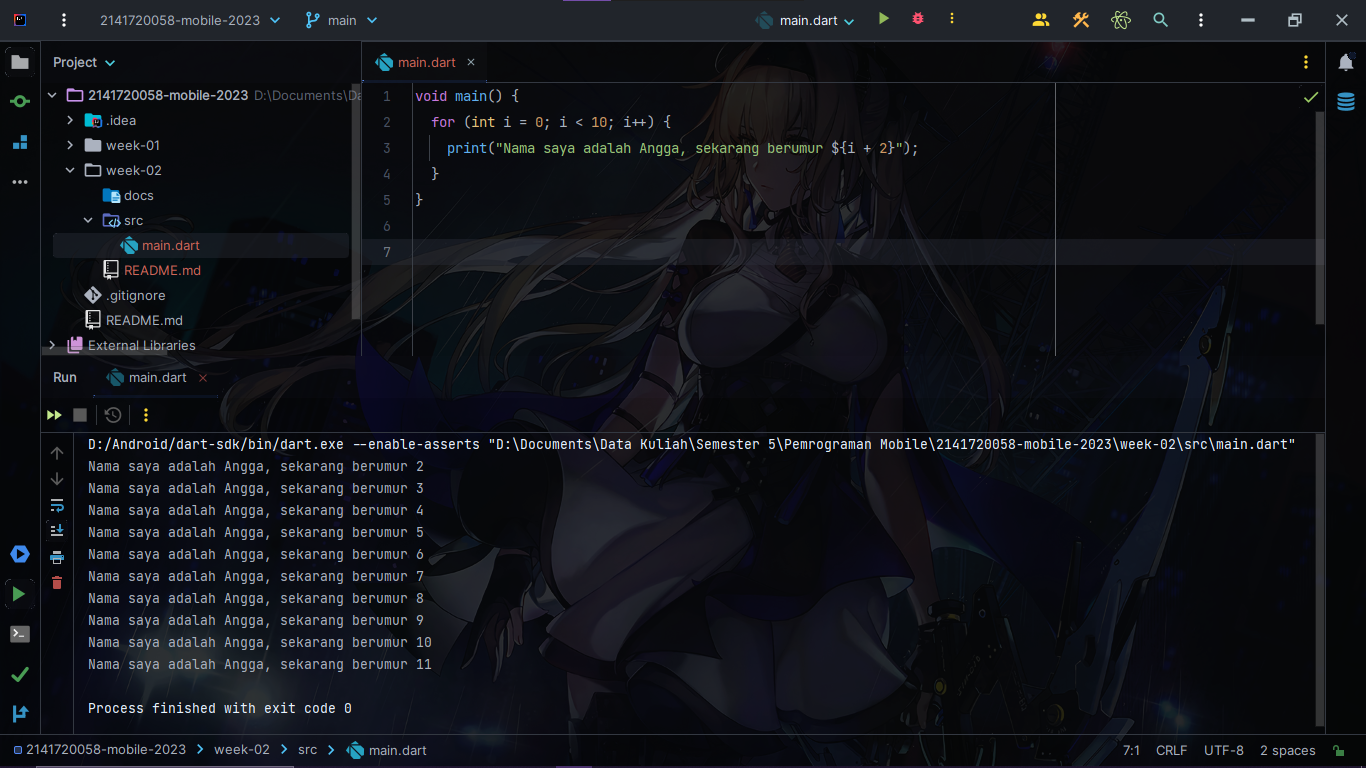 2141720058-mobile-2023 main main.dart
Project main.dart
2141720058-mobile-2023 D:\Documents\Da
.idea
week-01
week-02
docs
src
main.dart
README.md
.gitignore
README.md
External Libraries
1 void main() {
2 for (int i = 0; i < 10; i++) {
3 print("Nama saya adalah Angga, sekarang berumur ${i + 2}");
4 }
5 }
6
7
Run main.dart
D:/Android/dart-sdk/bin/dart.exe --enable-asserts "D:\Documents\Data Kuliah\Semester 5\Pemrograman Mobile\2141720058-mobile-2023\week-02\src\main.dart"
Nama saya adalah Angga, sekarang berumur 2
Nama saya adalah Angga, sekarang berumur 3
Nama saya adalah Angga, sekarang berumur 4
Nama saya adalah Angga, sekarang berumur 5
Nama saya adalah Angga, sekarang berumur 6
Nama saya adalah Angga, sekarang berumur 7
Nama saya adalah Angga, sekarang berumur 8
Nama saya adalah Angga, sekarang berumur 9
Nama saya adalah Angga, sekarang berumur 10
Nama saya adalah Angga, sekarang berumur 11
Process finished with exit code 0
2141720058-mobile-2023 > week-02 > src > main.dart 7:1 CRLF UTF-8 2 spaces